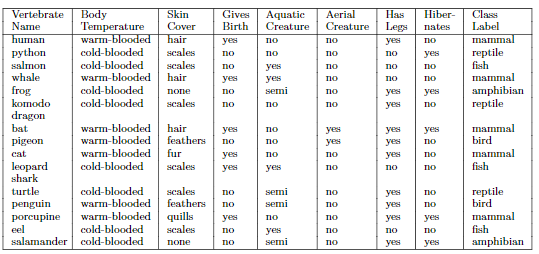 Vertebrate Body Skin Gives Aquatic Aerial Has Hiber- Class
Name Temperature Cover Birth Creature Creature Legs nates Label
human warm-blooded hair yes no no yes no mammal
python cold-blooded scales no no no no yes reptile
salmon cold-blooded scales no yes no no no fish
whale warm-blooded hair yes yes no no no mammal
frog cold-blooded none no semi no yes yes amphibian
komodo cold-blooded scales no no no yes no reptile
dragon
bat warm-blooded hair yes no yes yes yes mammal
pigeon warm-blooded feathers no no yes yes no bird
cat warm-blooded fur yes no no yes no mammal
leopard cold-blooded scales yes yes no no no fish
shark
turtle cold-blooded scales no semi no yes no reptile
penguin warm-blooded feathers no semi no yes no bird
porcupine warm-blooded quills yes no no yes yes mammal
eel cold-blooded scales no yes no no no fish
salamander cold-blooded none no semi no yes yes amphibian